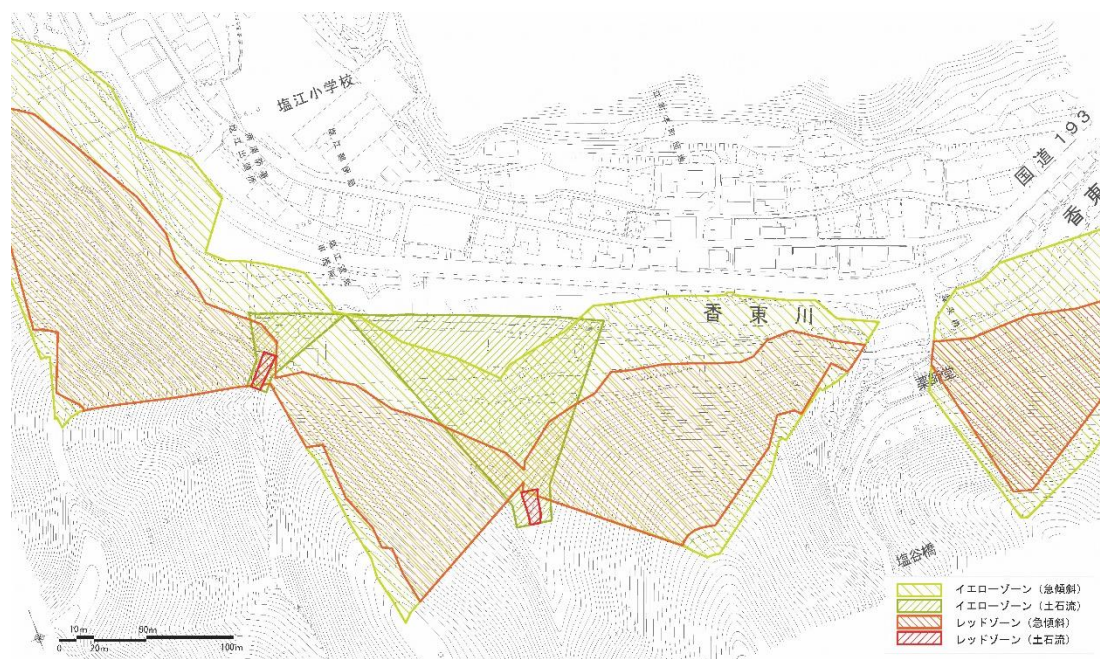 塩江小学校
国道193
香東
香東川
薬師堂
塩谷橋
イエローゾーン（急傾斜）
イエローゾーン（土石流）
レッドゾーン（急傾斜）
レッドゾーン（土石流）
10m 50m
0 20m 100m